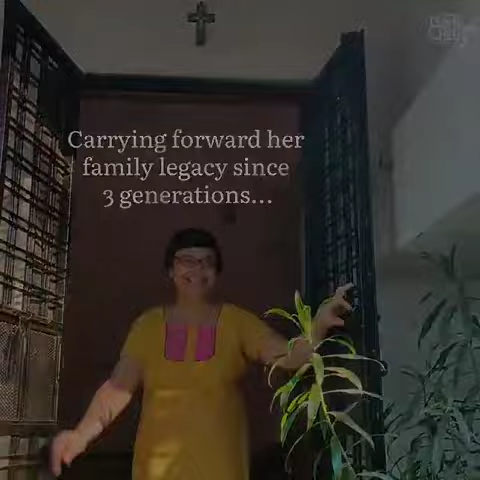 Carrying forward her
family legacy since
3 generations...